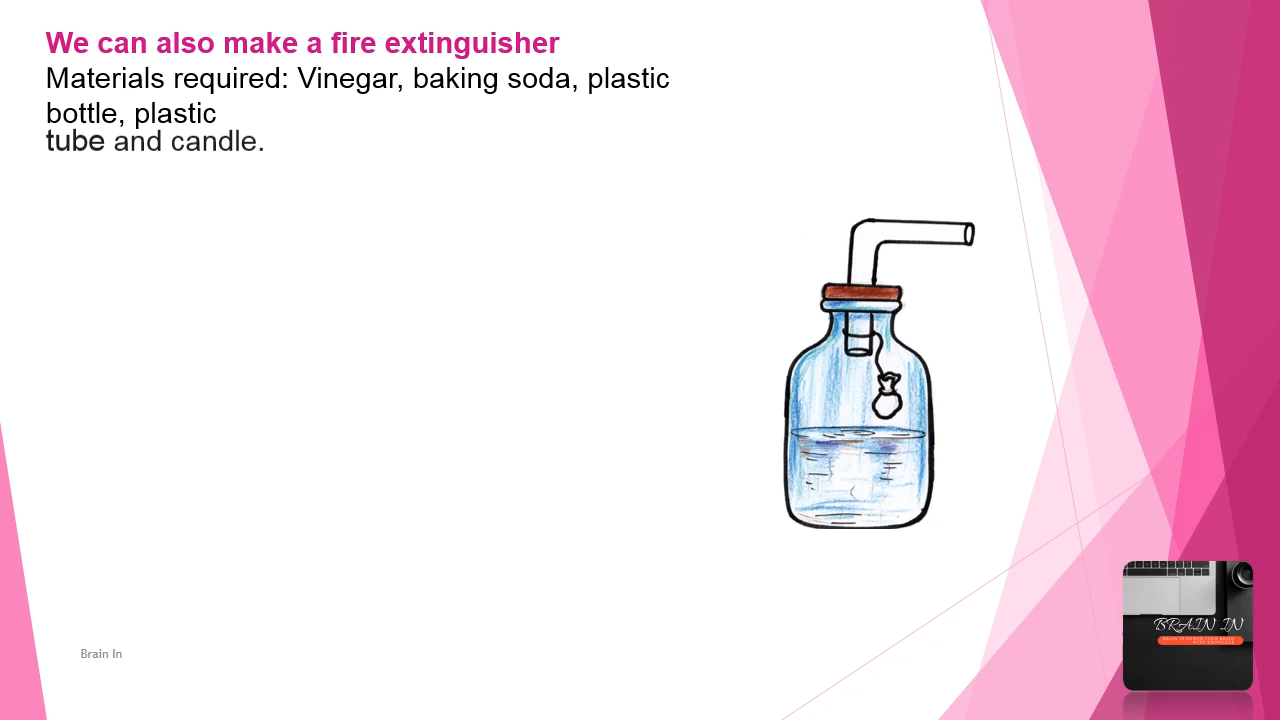 We can also make a fire extinguisher
Materials required: Vinegar, baking soda, plastic
bottle, plastic
tube and candle.
BRAIN IN
Brain In